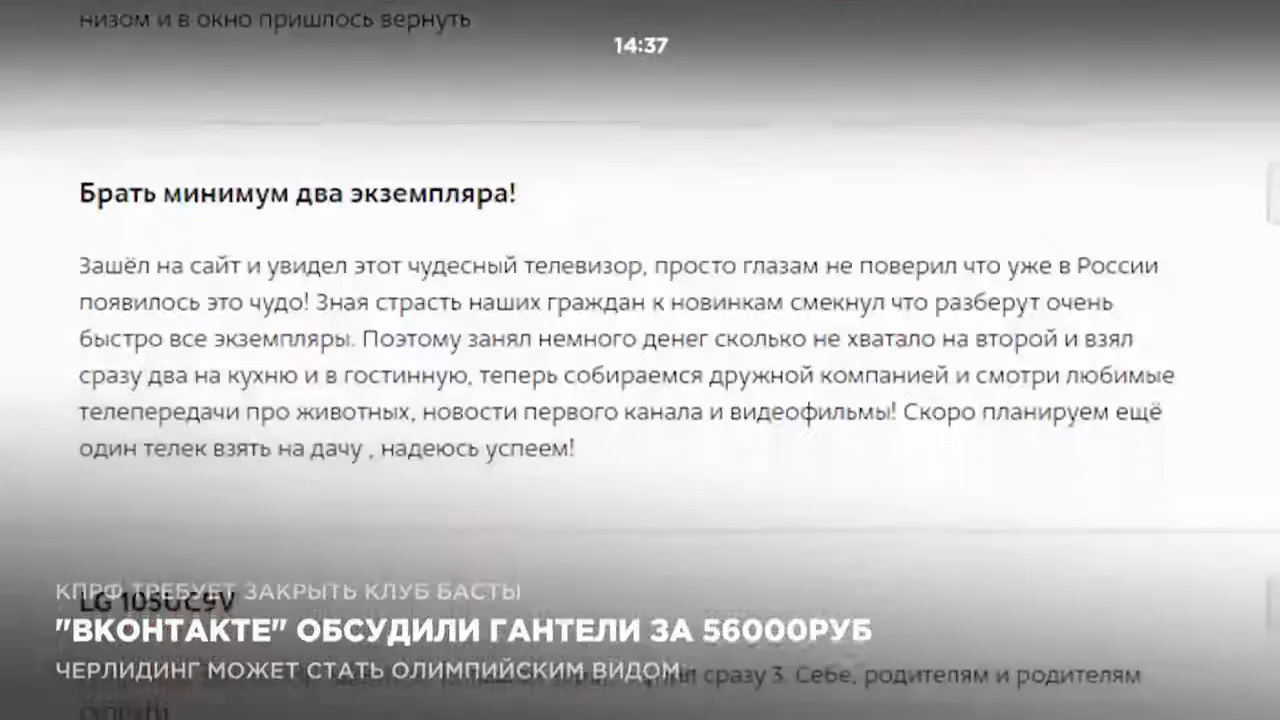 низом и в окно пришлось вернуть
14:37
Брать минимум два экземпляра!
Зашёл на сайт и увидел этот чудесный телевизор, просто глазам не поверил что уже в России
появилось это чудо! Зная страсть наших граждан к новинкам смекнул что разберут очень
быстро все экземпляры. Поэтому занял немного денег сколько не хватало на второй и взял
сразу два на кухню и в гостинную, теперь собираемся дружной компанией и смотри любимые
телепередачи про животных, новости первого канала и видеофильмы! Скоро планируем ещё
один телек взять на дачу , надеюсь успеем!
КПРФ ТРЕБУЕТ ЗАКРЫТЬ КЛУБ БАСТЫ
LG 105UC9V
"ВКОНТАКТЕ" ОБСУДИЛИ ГАНТЕЛИ ЗА 56000РУБ
ЧЕРЛИДИНГ МОЖЕТ СТАТЬ ОЛИМПИЙСКИМ ВИДОМ
сразу 3. Себе, родителям и родителям